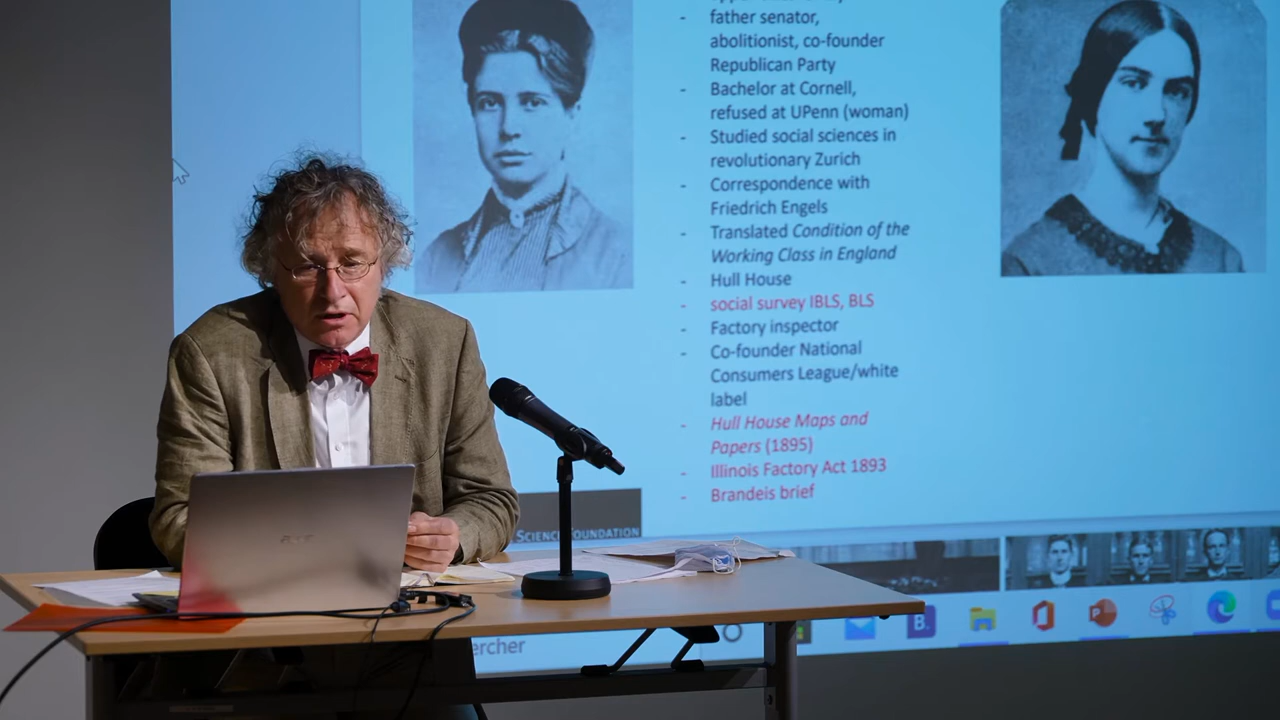 - father senator,
abolitionist, co-founder
Republican Party
- Bachelor at Cornell,
refused at UPenn (woman)
- Studied social sciences in
revolutionary Zurich
- Correspondence with
Friedrich Engels
- Translated Condition of the
Working Class in England
- Hull House
- social survey IBLS, BLS
- Factory inspector
- Co-founder National
Consumers League/white
label
- Hull House Maps and
Papers (1895)
- Illinois Factory Act 1893
- Brandeis brief
SCIENCE FOUNDATION
acer
ercher
B.